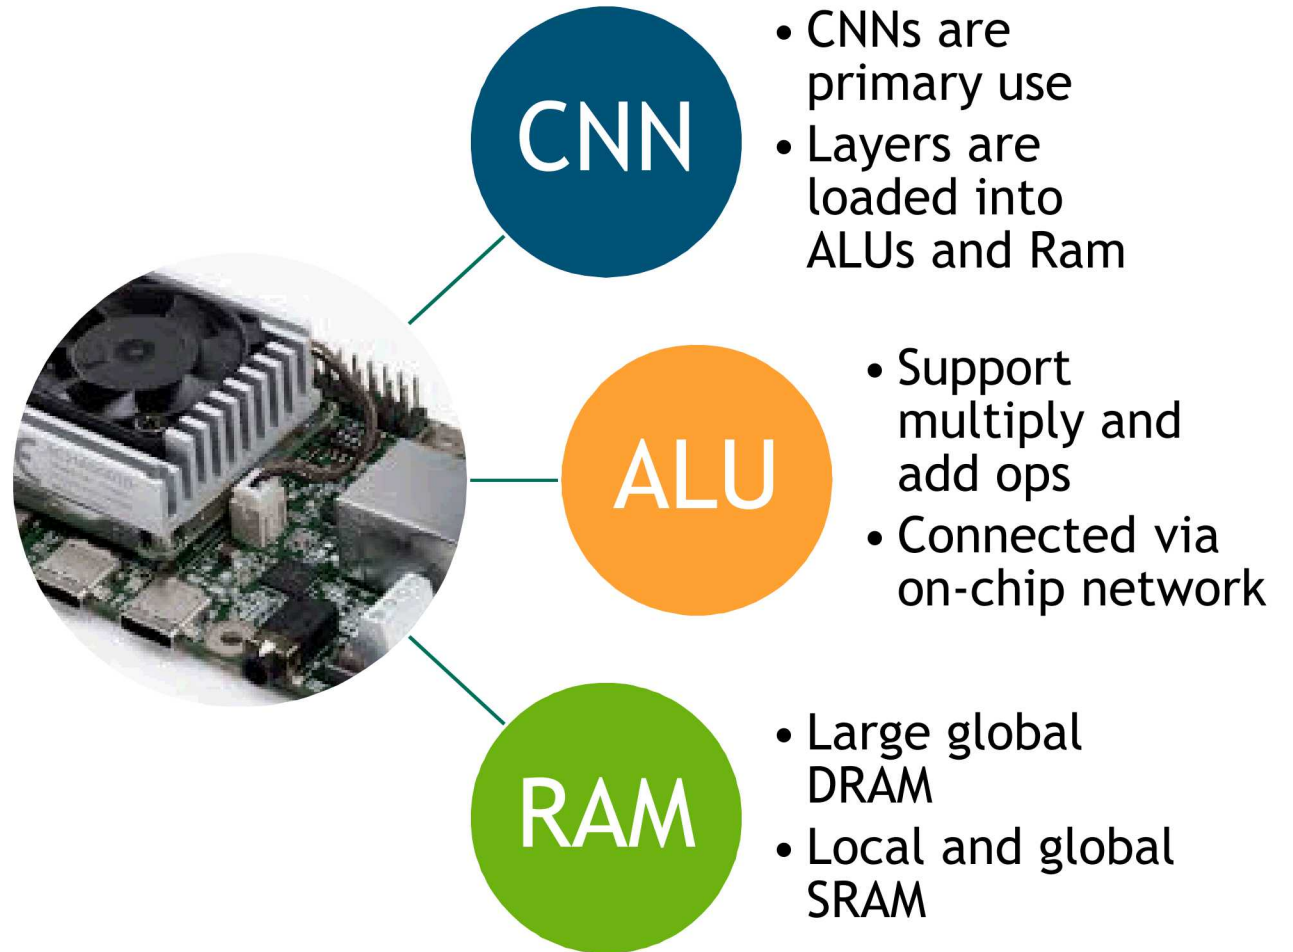 CNN
• CNNs are
primary use
• Layers are
loaded into
ALUs and Ram
ALU
• Support
multiply and
add ops
• Connected via
on-chip network
RAM
• Large global
DRAM
• Local and global
SRAM